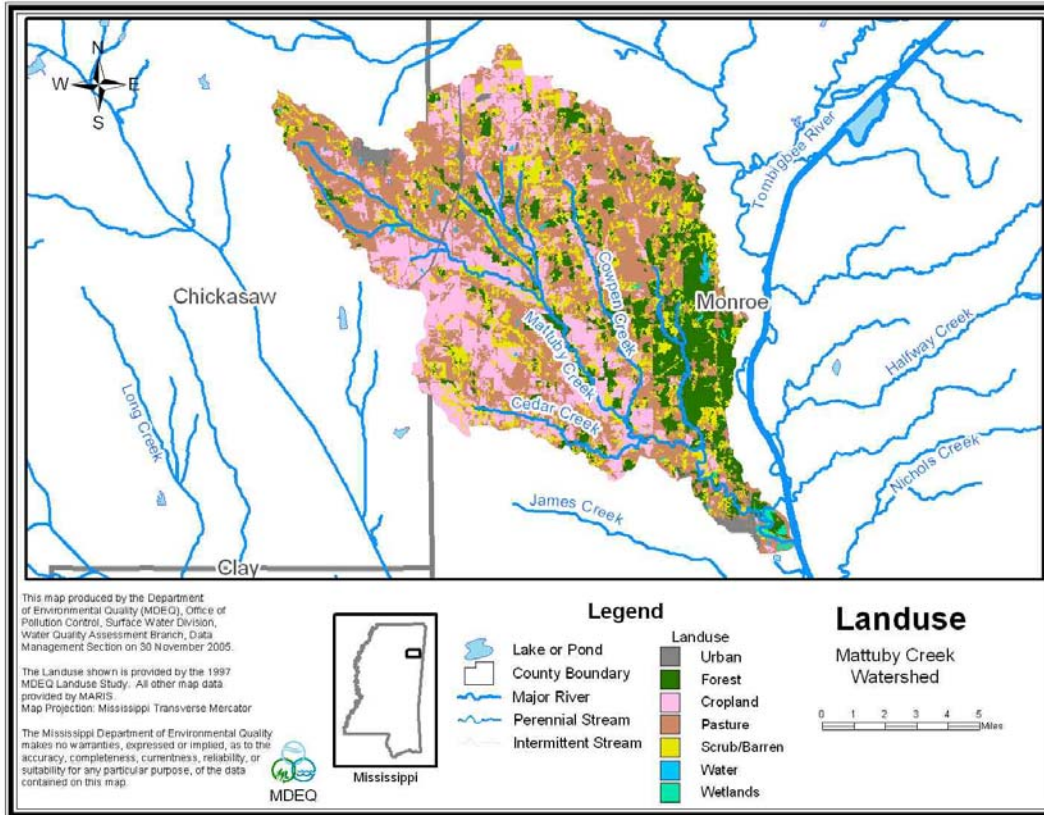 N
W E
S
Tombigbee River
Chickasaw
Monroe
Cowpen Creek
Mattuby Creek
Halfway Creek
Long Creek
Cedar Creek
Nichols Creek
James Creek
Clay
This map produced by the Department
of Environmental Quality (MDEQ), Office of
Pollution Control, Surface Water Division,
Water Quality Assessment Branch, Data
Management Section on 30 November 2005.
The Landuse shown is provided by the 1997
MDEQ Landuse Study. All other map data
provided by MARIS.
Map Projection: Mississippi Transverse Mercator
The Mississippi Department of Environmental Quality
makes no warranties, expressed or implied, as to the
accuracy, completeness, currentness, reliability, or
suitability for any particular purpose, of the data
contained on this map.
MDEQ
Mississippi
Legend
Lake or Pond
County Boundary
Major River
Perennial Stream
Intermittent Stream
Landuse
Urban
Forest
Cropland
Pasture
Scrub/Barren
Water
Wetlands
Landuse
Mattuby Creek
Watershed
0 1 2 3 4 5
Miles